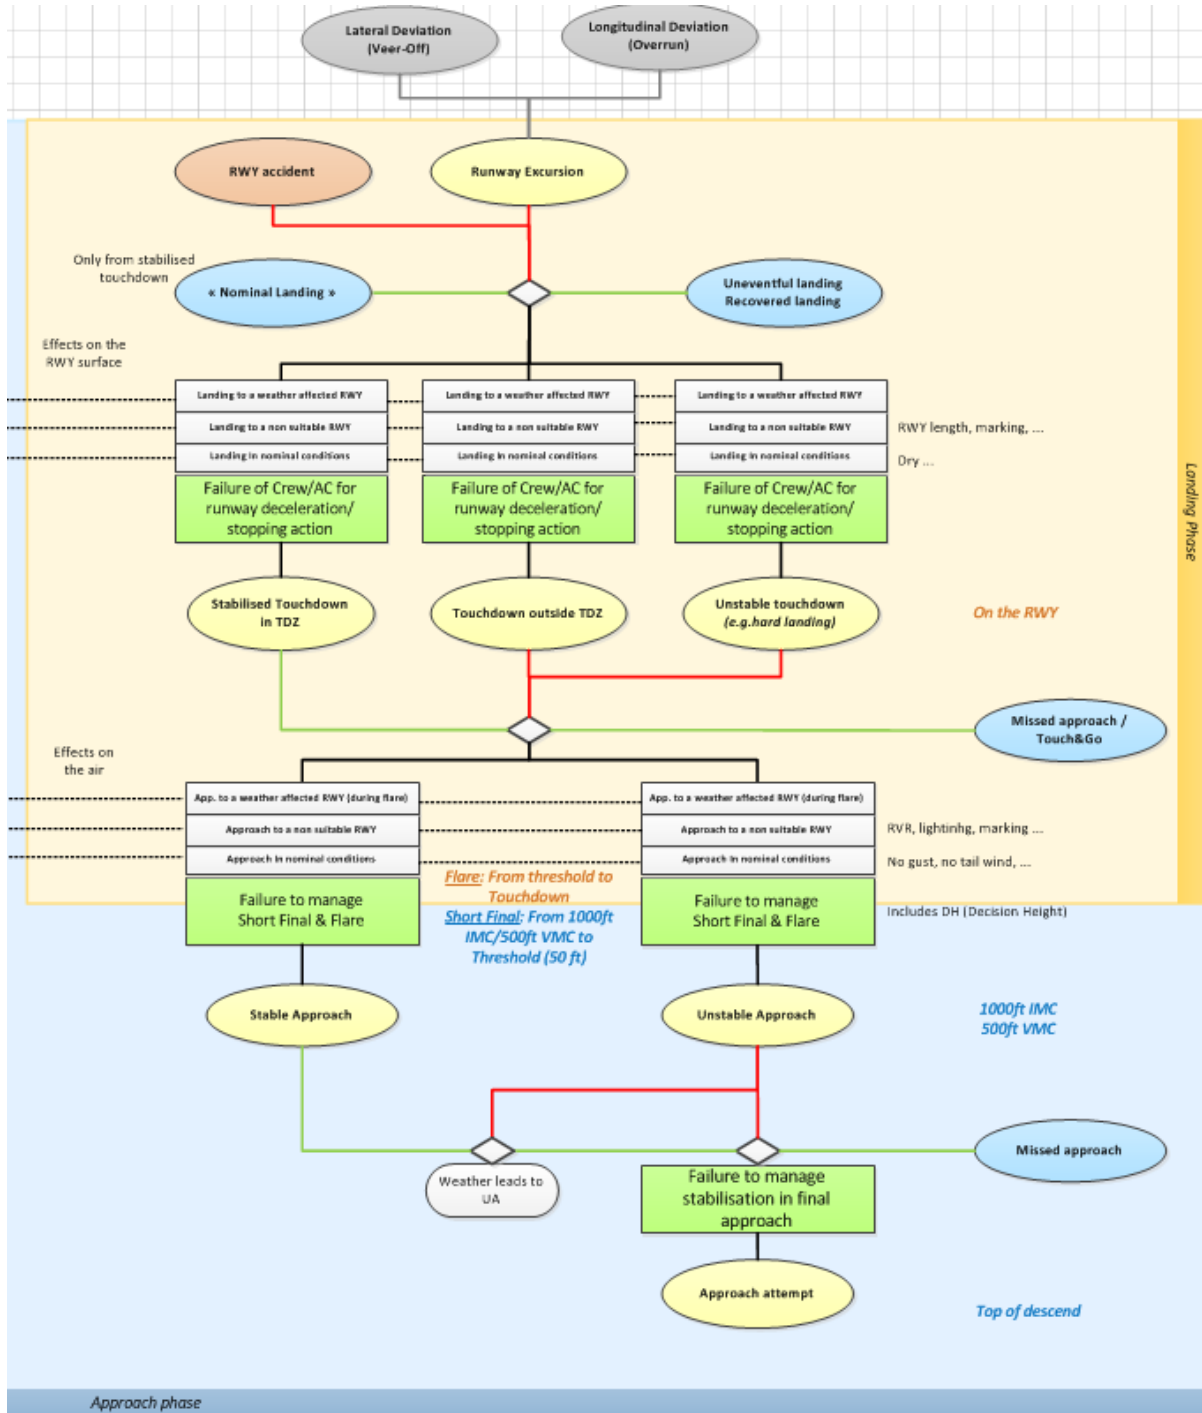 Lateral Deviation
(Veer-Off)
Longitudinal Deviation
(Overrun)
RWY accident
Runway Excursion
Only from stabilised
touchdown
« Nominal Landing »
Uneventful landing
Recovered landing
Effects on the
RWY surface
Landing to a weather affected RWY
Landing to a weather affected RWY
Landing to a weather affected RWY
Landing to a non suitable RWY
Landing to a non suitable RWY
Landing to a non suitable RWY
RWY length, marking, ...
Landing in nominal conditions
Landing in nominal conditions
Landing in nominal conditions
Dry ...
Failure of Crew/AC for
runway deceleration/
stopping action
Failure of Crew/AC for
runway deceleration/
stopping action
Failure of Crew/AC for
runway deceleration/
stopping action
Landing Phase
Stabilised Touchdown
in TDZ
Touchdown outside TDZ
Unstable touchdown
(e.g.hard landing)
On the RWY
Missed approach /
Touch&Go
Effects on
the air
App. to a weather affected RWY (during flare)
App. to a weather affected RWY (during flare)
Approach to a non suitable RWY
Approach to a non suitable RWY
RVR, lightinhg, marking ...
Approach in nominal conditions
Approach in nominal conditions
No gust, no tail wind, ...
Failure to manage
Short Final & Flare
Flare: From threshold to
Touchdown
Short Final: From 1000ft
IMC/500ft VMC to
Threshold (50 ft)
Failure to manage
Short Final & Flare
Includes DH (Decision Height)
Stable Approach
Unstable Approach
1000ft IMC
500ft VMC
Missed approach
Weather leads to
UA
Failure to manage
stabilisation in final
approach
Approach attempt
Top of descend
Approach phase